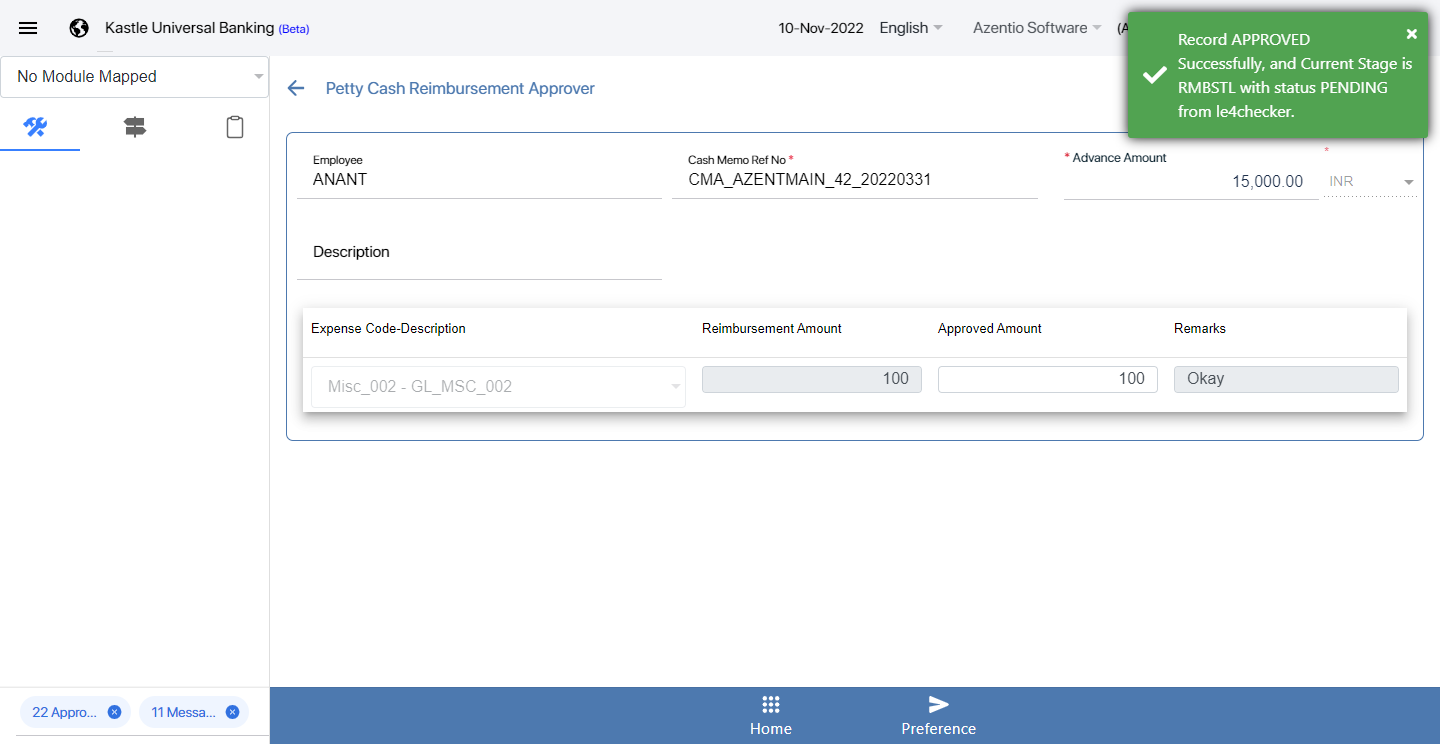 Kastle Universal Banking (Beta)
10-Nov-2022
English
Azentio Software
Record APPROVED
Successfully, and Current Stage is
RMBSTL with status PENDING
from le4checker.
No Module Mapped
Petty Cash Reimbursement Approver
Employee
ANANT
Cash Memo Ref No *
CMA_AZENTMAIN_42_20220331
* Advance Amount
15,000.00
*
INR
Description
Expense Code-Description
Reimbursement Amount
Approved Amount
Remarks
Misc_002 - GL_MSC_002
100
100
Okay
22 Appro...
11 Messa...
Home
Preference